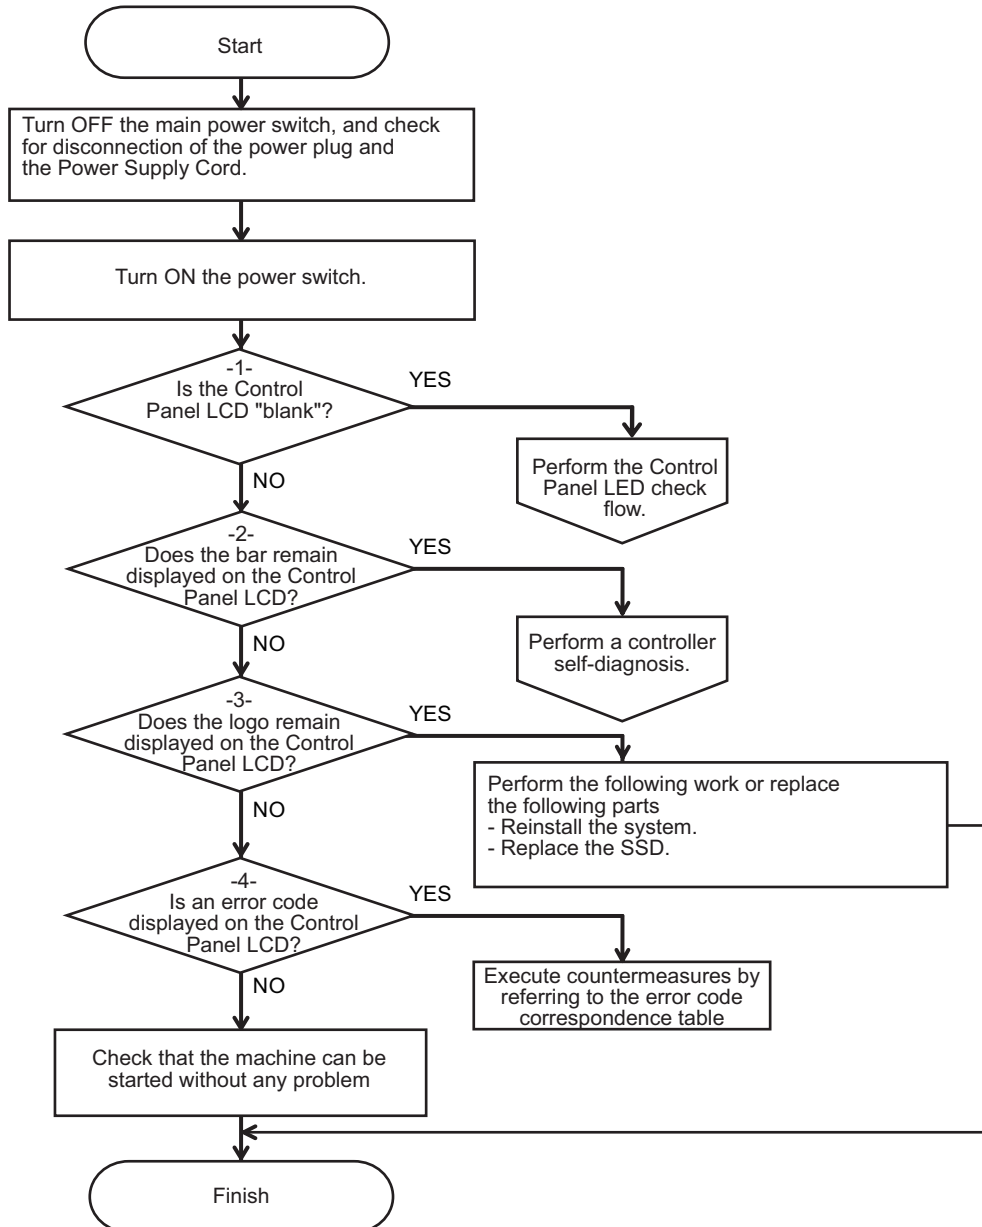 Start
Turn OFF the main power switch, and check
for disconnection of the power plug and
the Power Supply Cord.
Turn ON the power switch.
-1-
Is the Control
Panel LCD "blank"?
YES
Perform the Control
Panel LED check
flow.
NO
-2-
Does the bar remain
displayed on the Control
Panel LCD?
YES
Perform a controller
self-diagnosis.
NO
-3-
Does the logo remain
displayed on the Control
Panel LCD?
YES
Perform the following work or replace
the following parts
- Reinstall the system.
- Replace the SSD.
NO
-4-
Is an error code
displayed on the Control
Panel LCD?
YES
Execute countermeasures by
referring to the error code
correspondence table
NO
Check that the machine can be
started without any problem
Finish